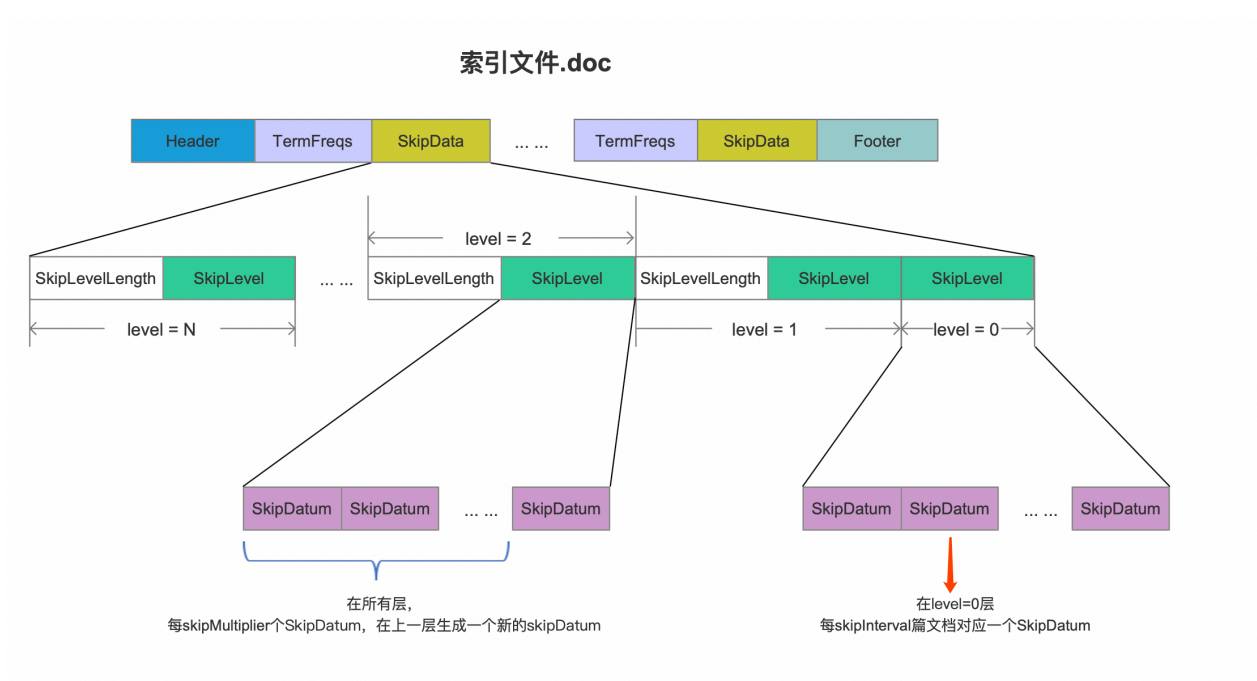 索引文件.doc
Header TermFreqs SkipData ... ... TermFreqs SkipData Footer
level = 2
SkipLevelLength SkipLevel ... ... SkipLevelLength SkipLevel SkipLevelLength SkipLevel SkipLevel
level = N level = 1 level = 0
SkipDatum SkipDatum ... ... SkipDatum SkipDatum SkipDatum ... ... SkipDatum
在所有层，
每skipMultiplier个SkipDatum，在上一层生成一个新的skipDatum
在level=0层
每skipInterval篇文档对应一个SkipDatum